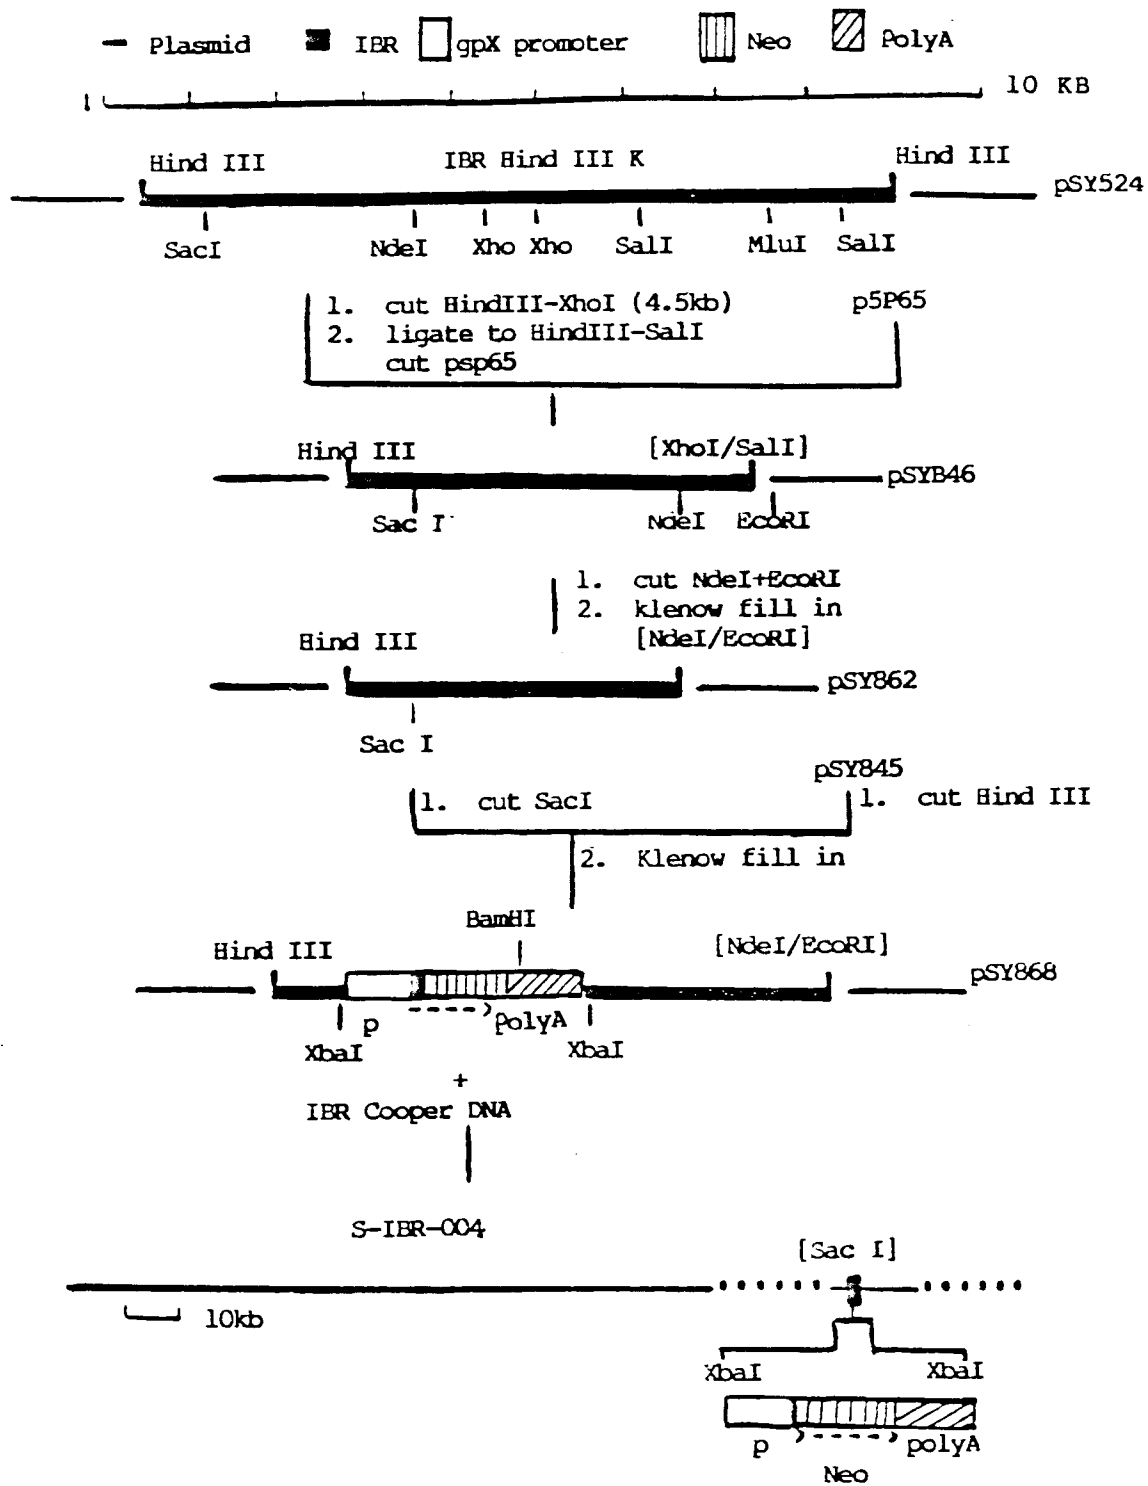 Plasmid IBR gpX promoter Neo PolyA
1 10 KB
Hind III IBR Hind III K Hind III
pSY524
SacI NdeI Xho Xho SalI MluI SalI
1. cut HindIII-XhoI (4.5kb) p5P65
2. ligate to HindIII-SalI
cut psp65
Hind III [XhoI/SalI]
pSYB46
Sac I NdeI EcoRI
1. cut NdeI+EcoRI
2. klenow fill in
Hind III [NdeI/EcoRI]
pSY862
Sac I
pSY845
1. cut SacI 1. cut Hind III
2. Klenow fill in
BamHI
Hind III [NdeI/EcoRI]
pSY868
p PolyA
XbaI XbaI
+
IBR Cooper DNA
S-IBR-004
[Sac I]
10kb
XbaI XbaI
p polyA
Neo